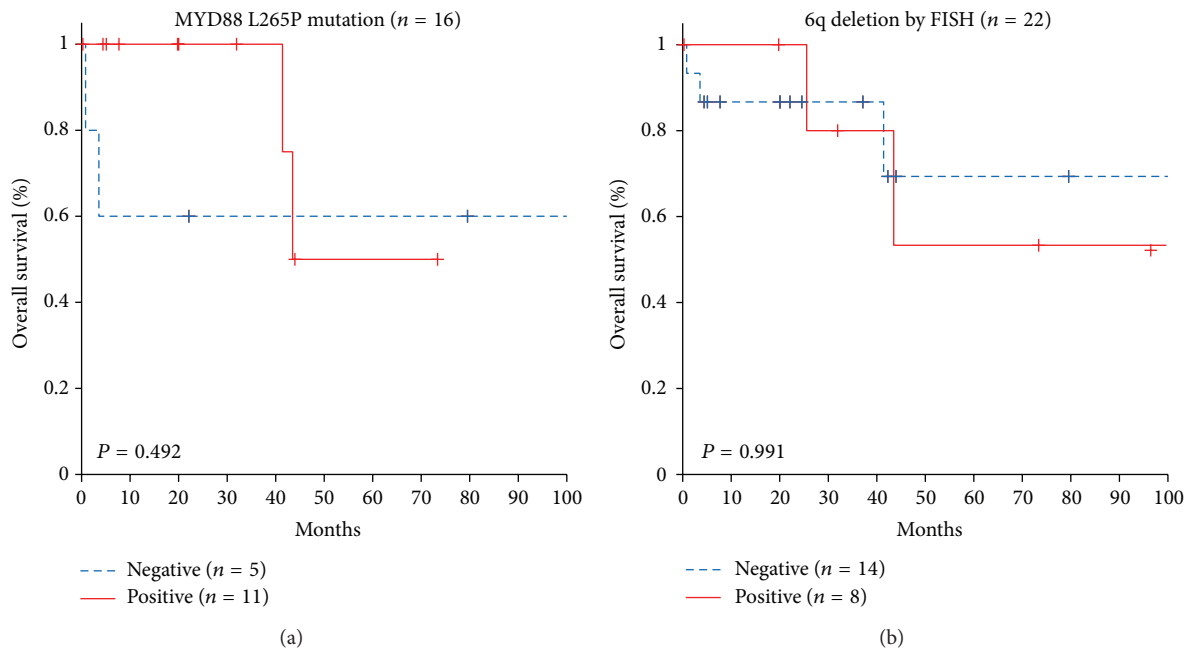 MYD88 L265P mutation (n = 16)
Overall survival (%)
1
0.8
0.6
0.4
0.2
0
P = 0.492
0 10 20 30 40 50 60 70 80 90 100
Months
Negative (n = 5)
Positive (n = 11)
(a)
6q deletion by FISH (n = 22)
Overall survival (%)
1
0.8
0.6
0.4
0.2
0
P = 0.991
0 10 20 30 40 50 60 70 80 90 100
Months
Negative (n = 14)
Positive (n = 8)
(b)